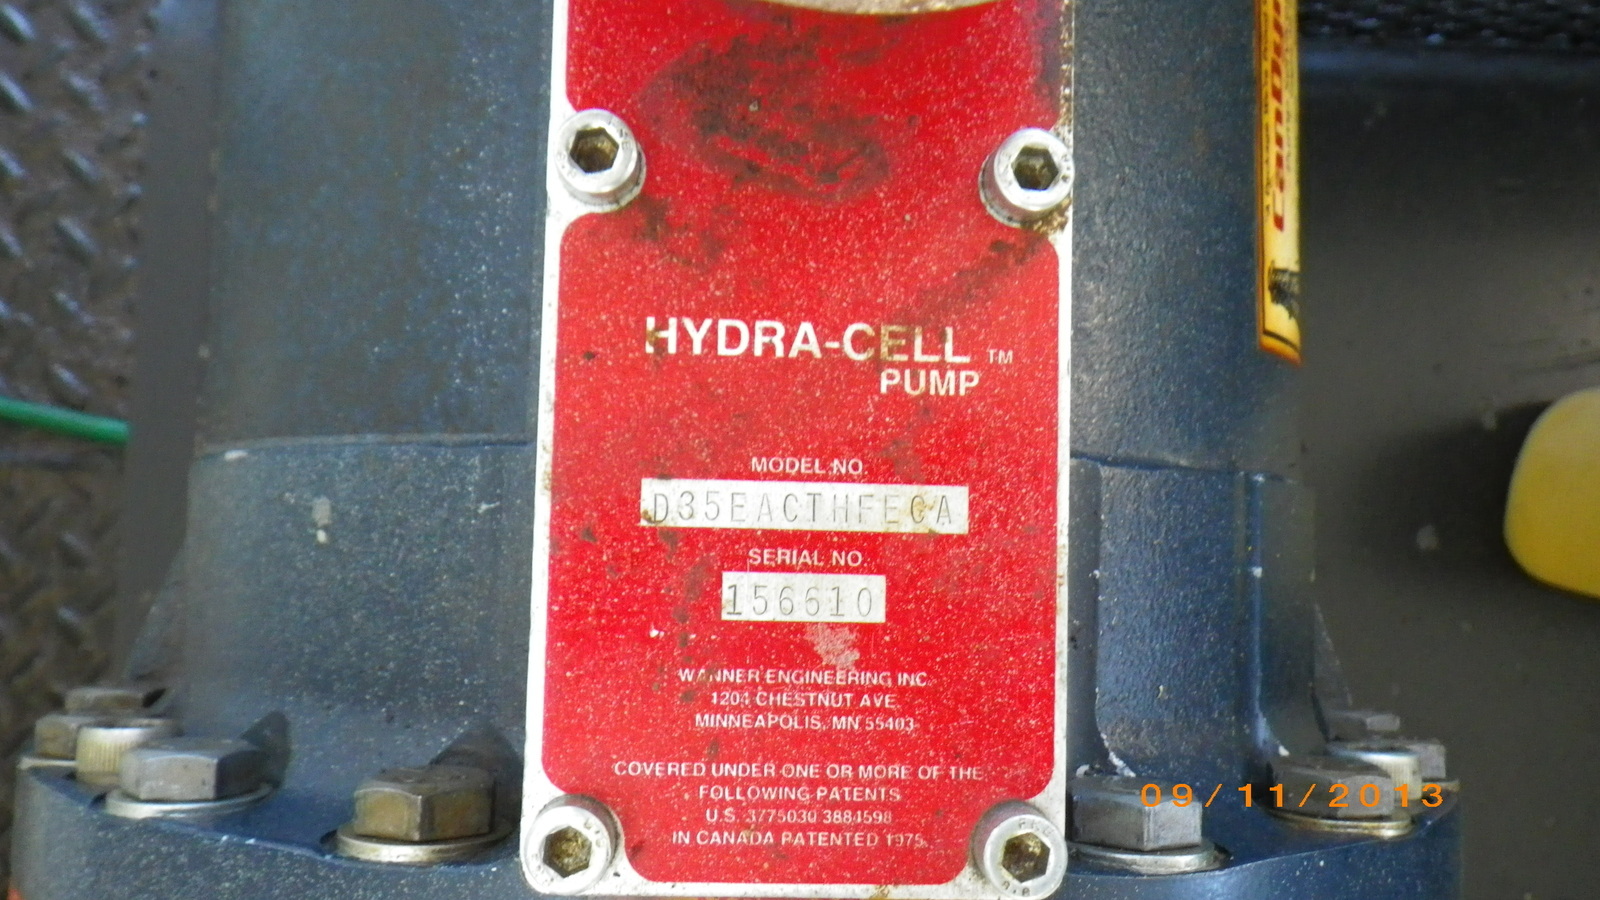 HYDRA-CELL TM
PUMP
MODEL NO.
D35EACTHFECA
SERIAL NO.
156610
WANNER ENGINEERING INC.
1204 CHESTNUT AVE.
MINNEAPOLIS, MN 55403
COVERED UNDER ONE OR MORE OF THE
FOLLOWING PATENTS
U.S. 3775030 3884598
IN CANADA PATENTED 1975
09/11/2013